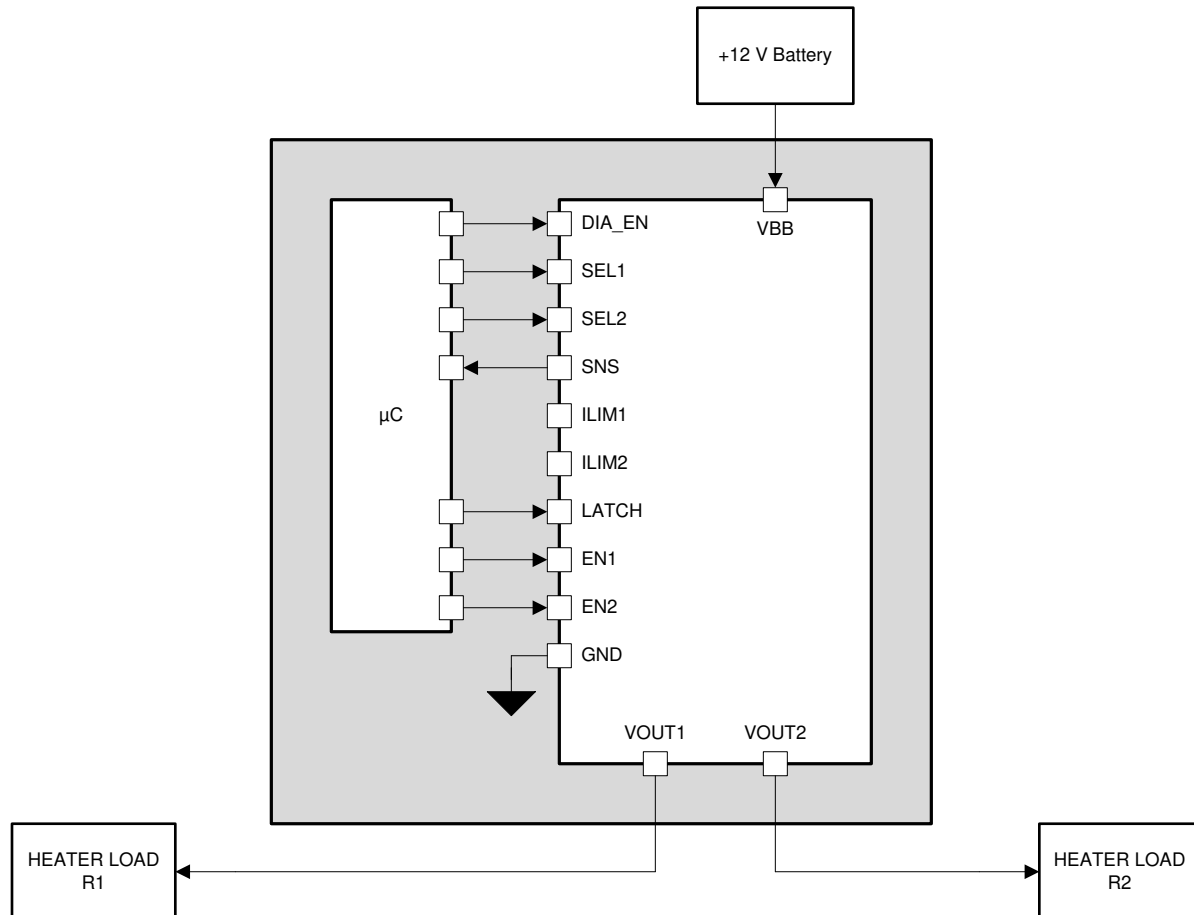 +12 V Battery
DIA_EN
VBB
SEL1
SEL2
SNS
µC
ILIM1
ILIM2
LATCH
EN1
EN2
GND
VOUT1
VOUT2
HEATER LOAD
R1
HEATER LOAD
R2